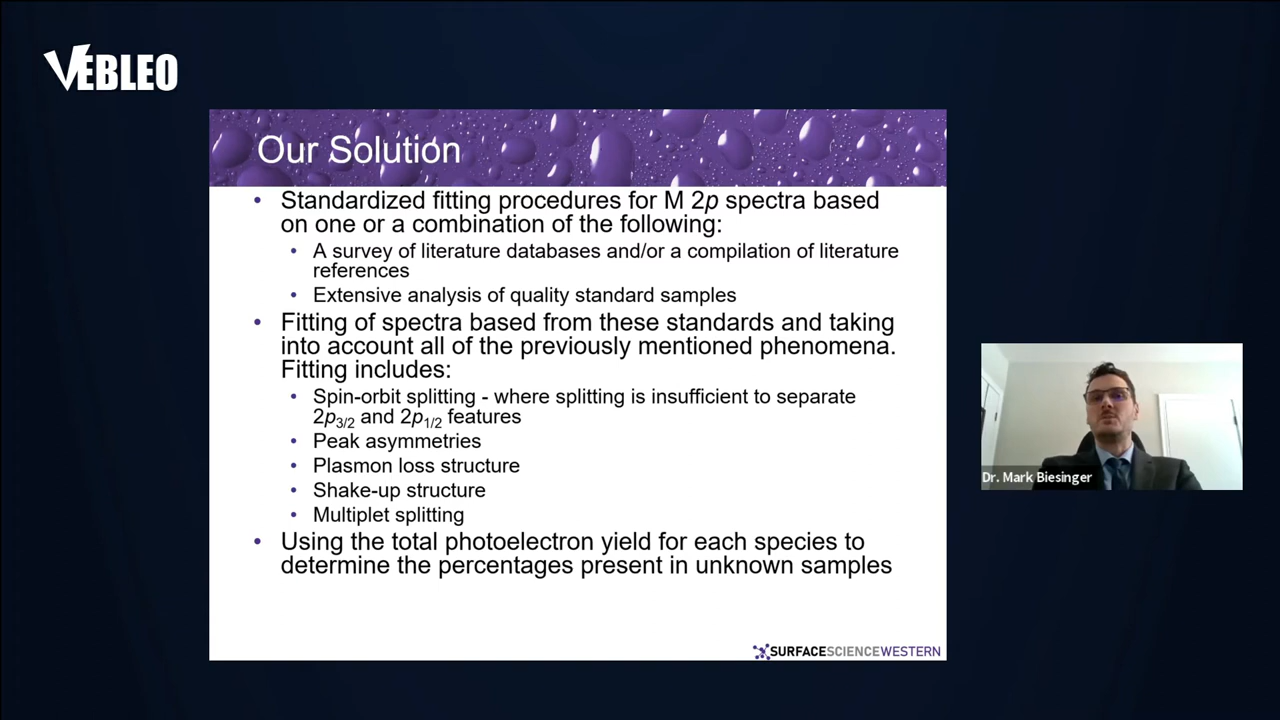 VEBLEO
Our Solution
• Standardized fitting procedures for M 2p spectra based
on one or a combination of the following:
• A survey of literature databases and/or a compilation of literature
references
• Extensive analysis of quality standard samples
• Fitting of spectra based from these standards and taking
into account all of the previously mentioned phenomena.
Fitting includes:
• Spin-orbit splitting - where splitting is insufficient to separate
2p3/2 and 2p1/2 features
• Peak asymmetries
• Plasmon loss structure
• Shake-up structure
• Multiplet splitting
• Using the total photoelectron yield for each species to
determine the percentages present in unknown samples
SURFACESCIENCEWESTERN
Dr. Mark Biesinger